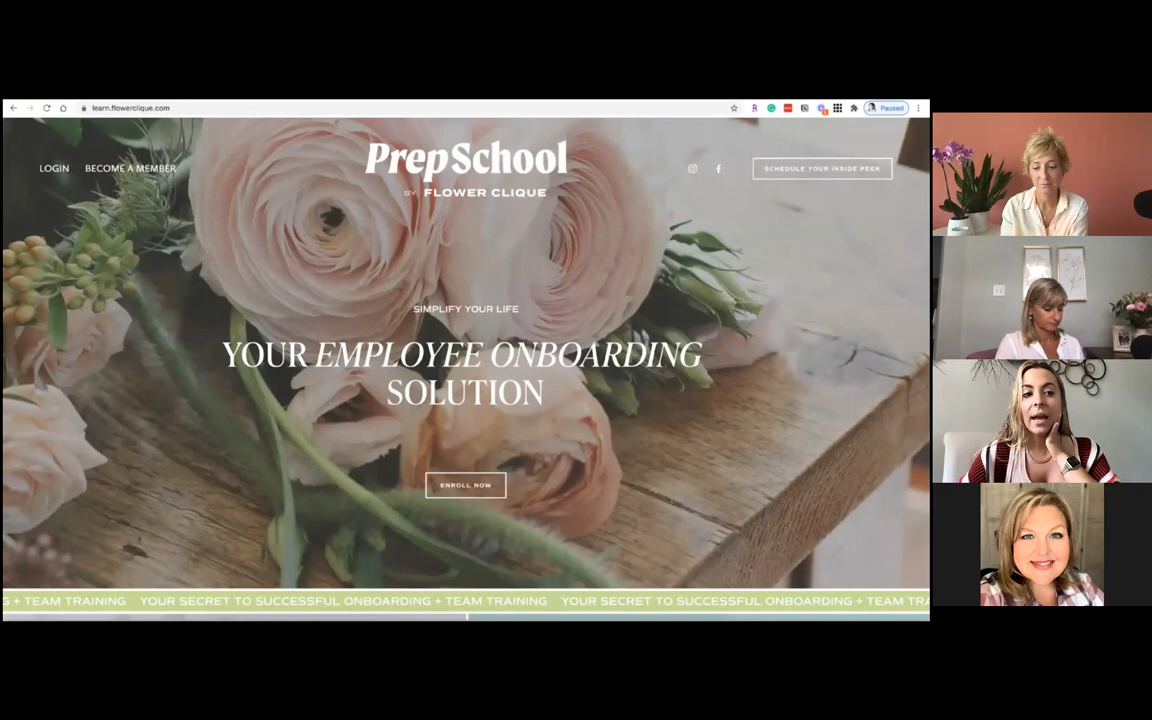 learn.flowerclique.com
Paused
LOGIN
BECOME A MEMBER
PrepSchool
BY FLOWER CLIQUE
SCHEDULE YOUR INSIDE PEEK
SIMPLIFY YOUR LIFE
YOUR EMPLOYEE ONBOARDING
SOLUTION
ENROLL NOW
G + TEAM TRAINING YOUR SECRET TO SUCCESSFUL ONBOARDING + TEAM TRAINING YOUR SECRET TO SUCCESSFUL ONBOARDING + TEAM TRA